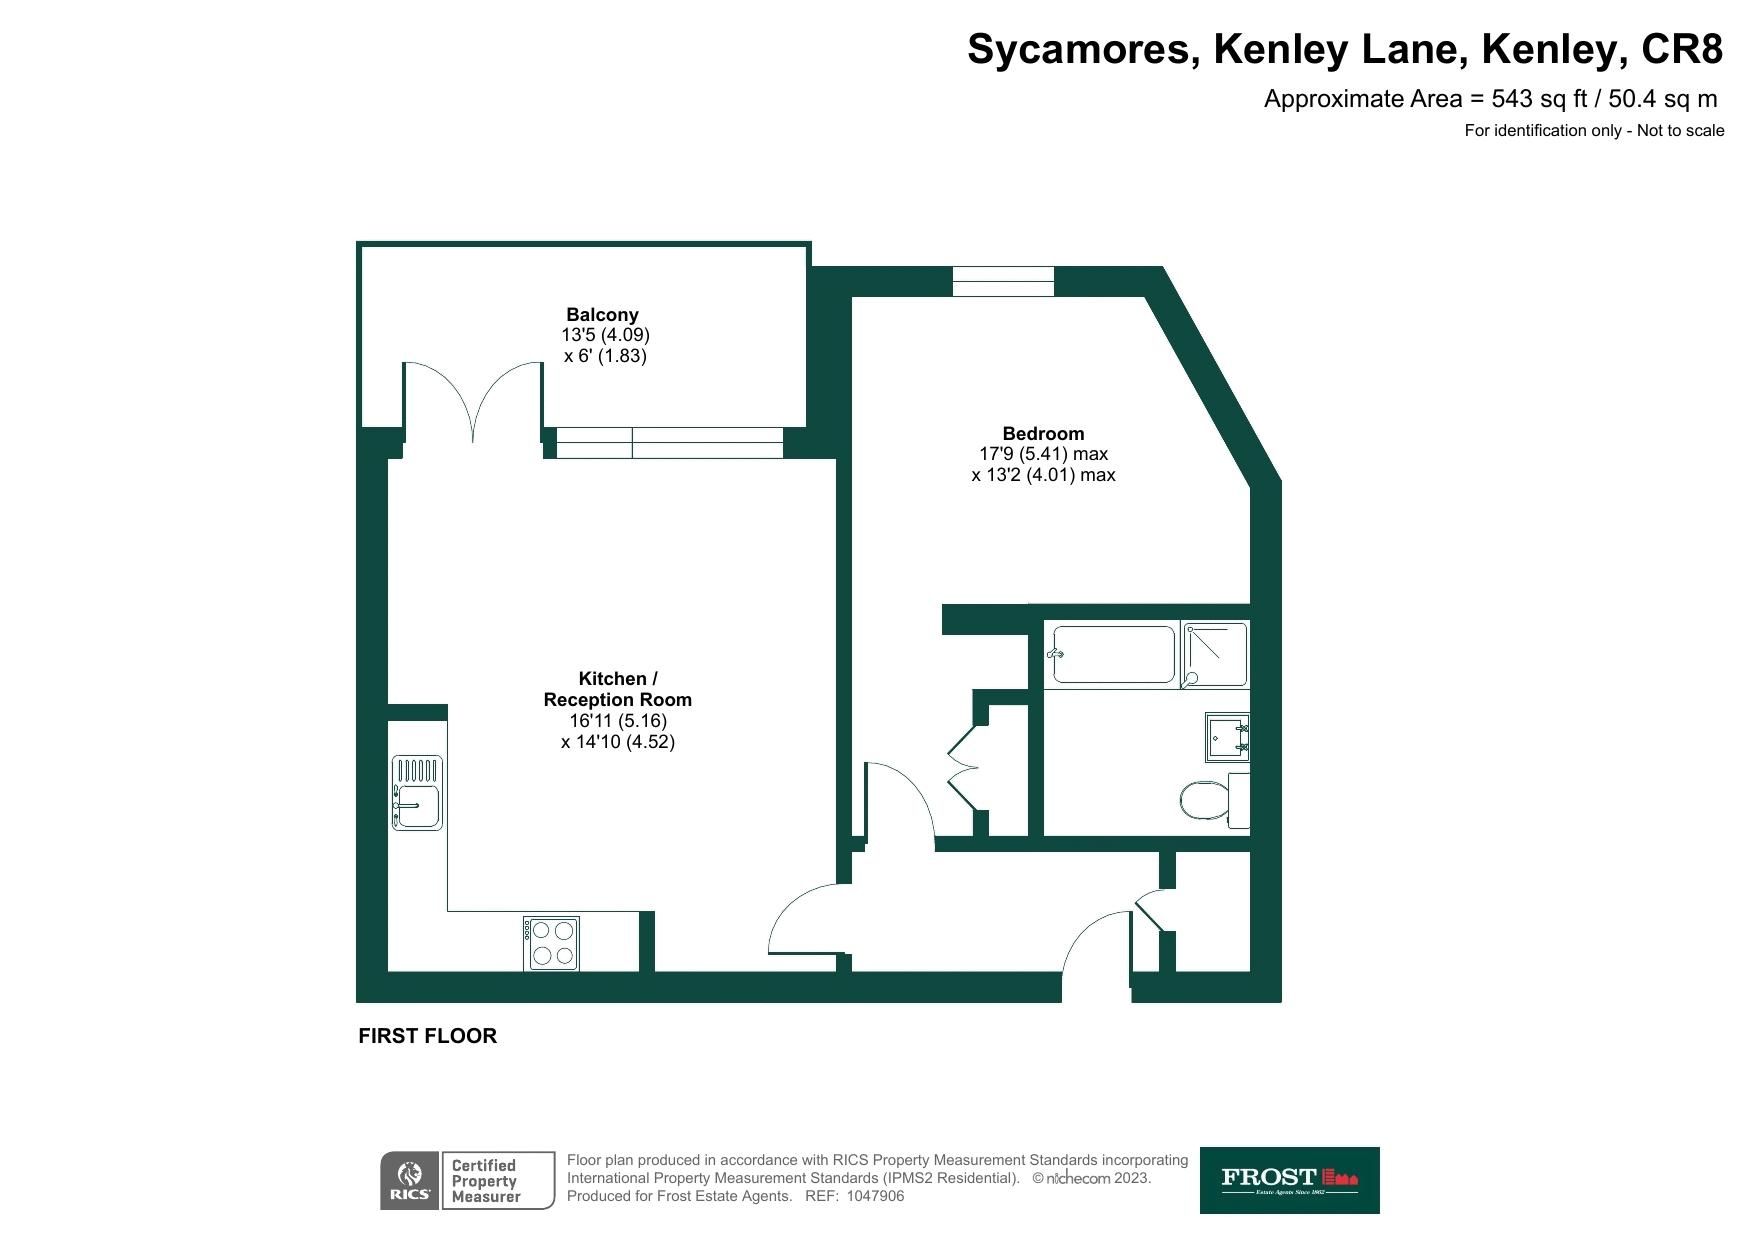 Sycamores, Kenley Lane, Kenley, CR8
Approximate Area = 543 sq ft / 50.4 sq m
For identification only - Not to scale
Balcony
13'5 (4.09)
x 6' (1.83)
Bedroom
17'9 (5.41) max
x 13'2 (4.01) max
Kitchen /
Reception Room
16'11 (5.16)
x 14'10 (4.52)
FIRST FLOOR
RICS
Certified
Property
Measurer
Floor plan produced in accordance with RICS Property Measurement Standards incorporating
International Property Measurement Standards (IPMS2 Residential). © nichecom 2023.
Produced for Frost Estate Agents. REF: 1047906
FROST
Estate Agents Since 1862